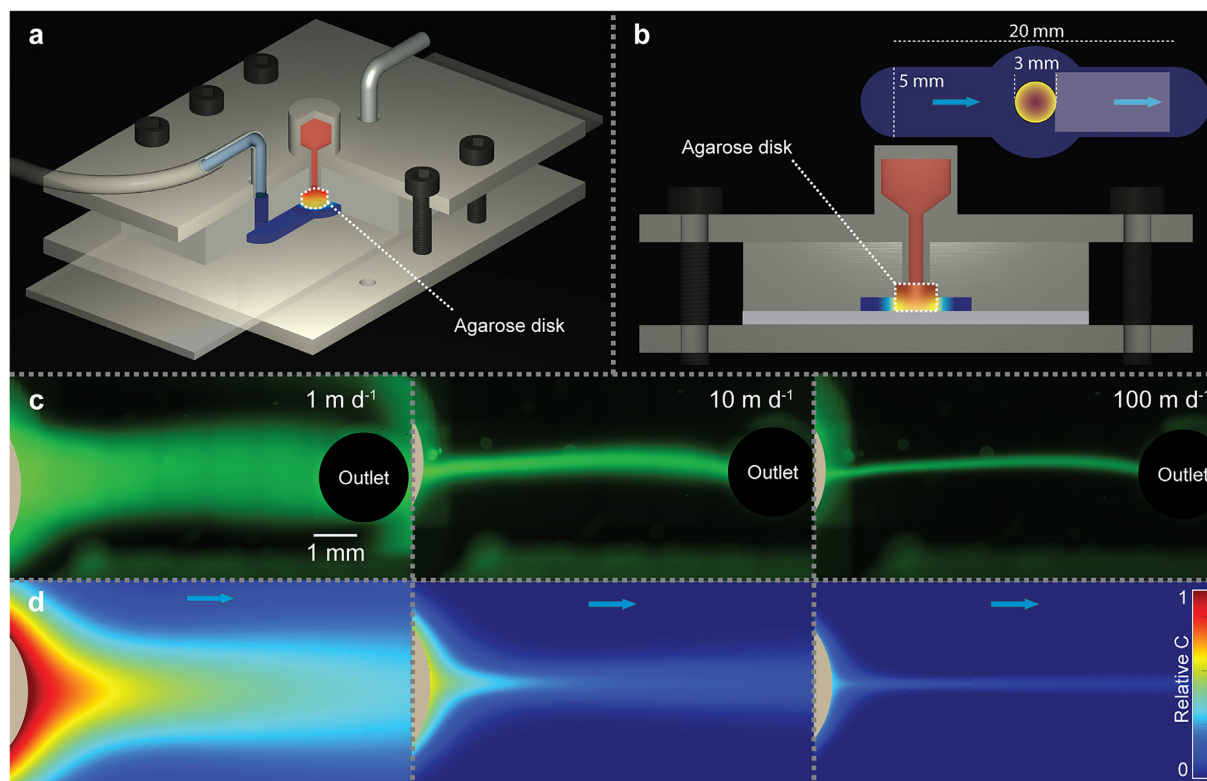 a
Agarose disk
b
20 mm
3 mm
5 mm
Agarose disk
c
1 m d⁻¹
Outlet
1 mm
10 m d⁻¹
Outlet
100 m d⁻¹
Outlet
d
1
Relative C
0